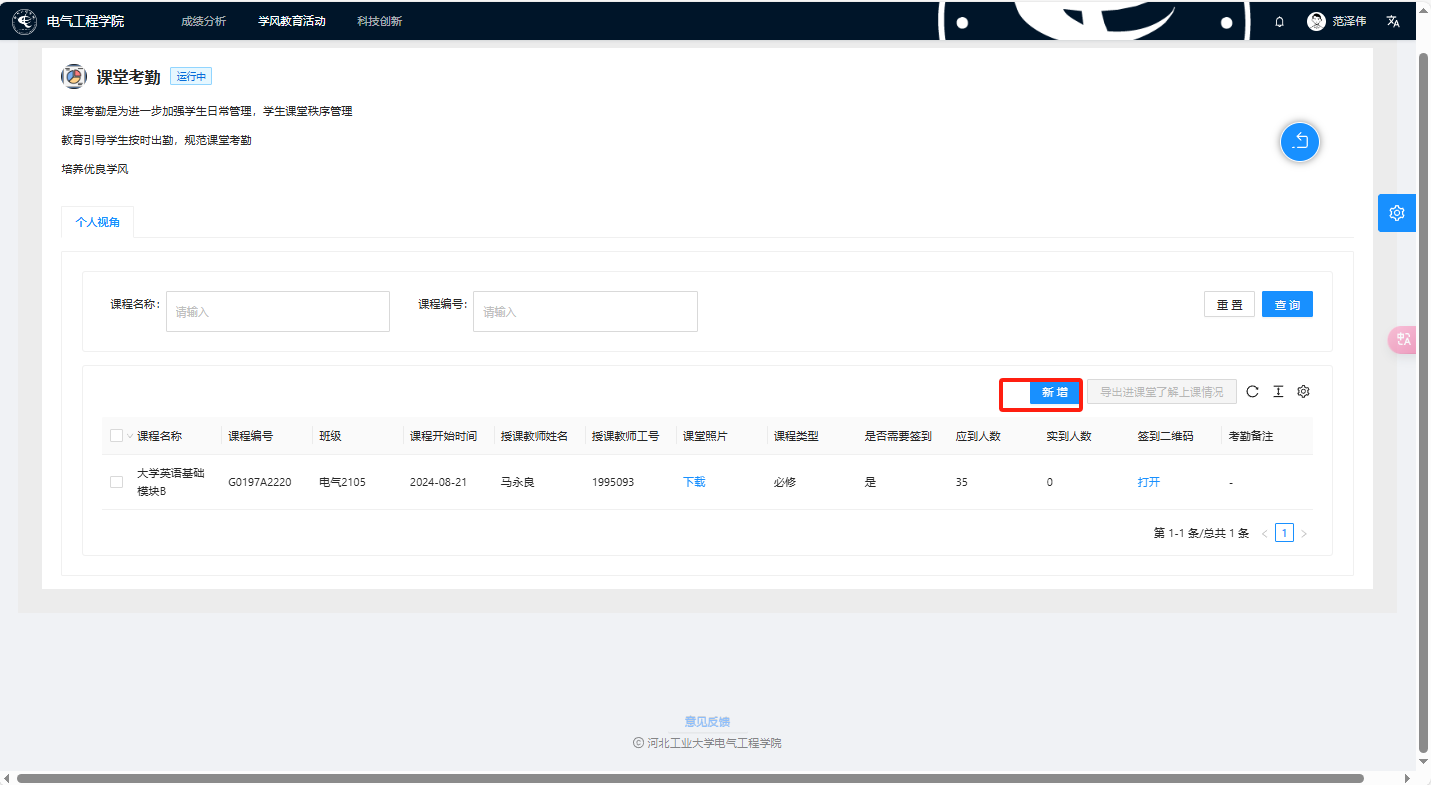 电气工程学院 成绩分析 学风教育活动 科技创新 范泽伟
课堂考勤 运行中
课堂考勤是为进一步加强学生日常管理，学生课堂秩序管理
教育引导学生按时出勤，规范课堂考勤
培养优良学风
个人视角
课程名称: 请输入 课程编号: 请输入 重 置 查 询
新 增 导出进课堂了解上课情况
课程名称 课程编号 班级 课程开始时间 授课教师姓名 授课教师工号 课堂照片 课程类型 是否需要签到 应到人数 实到人数 签到二维码 考勤备注
大学英语基础
模块B G0197A2220 电气2105 2024-08-21 马永良 1995093 下载 必修 是 35 0 打开 -
第 1-1 条/总共 1 条 < 1 >
意见反馈
© 河北工业大学电气工程学院